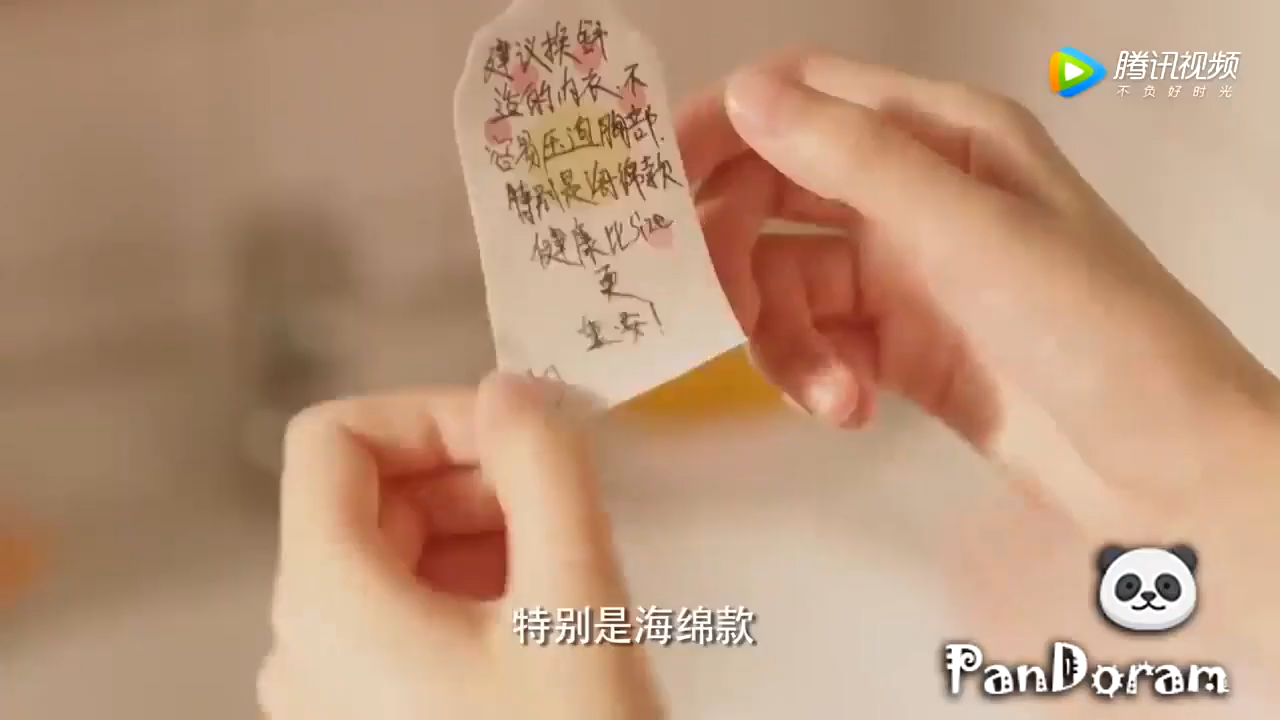 建议换舒
适的内衣.不
容易压迫胸部.
特别是海绵款
健康比Size
更
重要!
腾讯视频
不负好时光
特别是海绵款
PanDoram